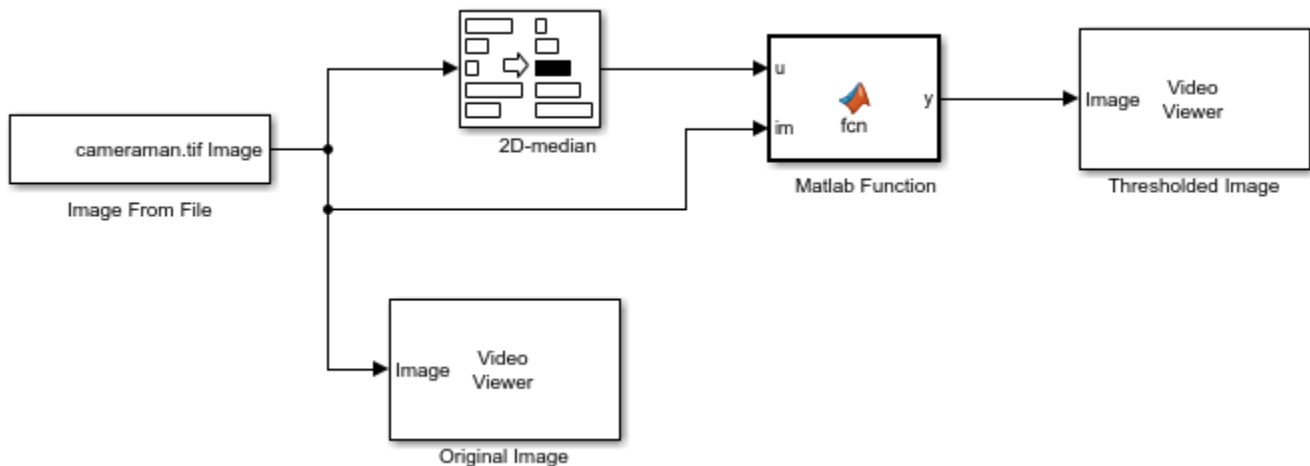 cameraman.tif Image
Image From File
2D-median
u
im
fcn
y
Matlab Function
Image
Video
Viewer
Thresholded Image
Image
Video
Viewer
Original Image